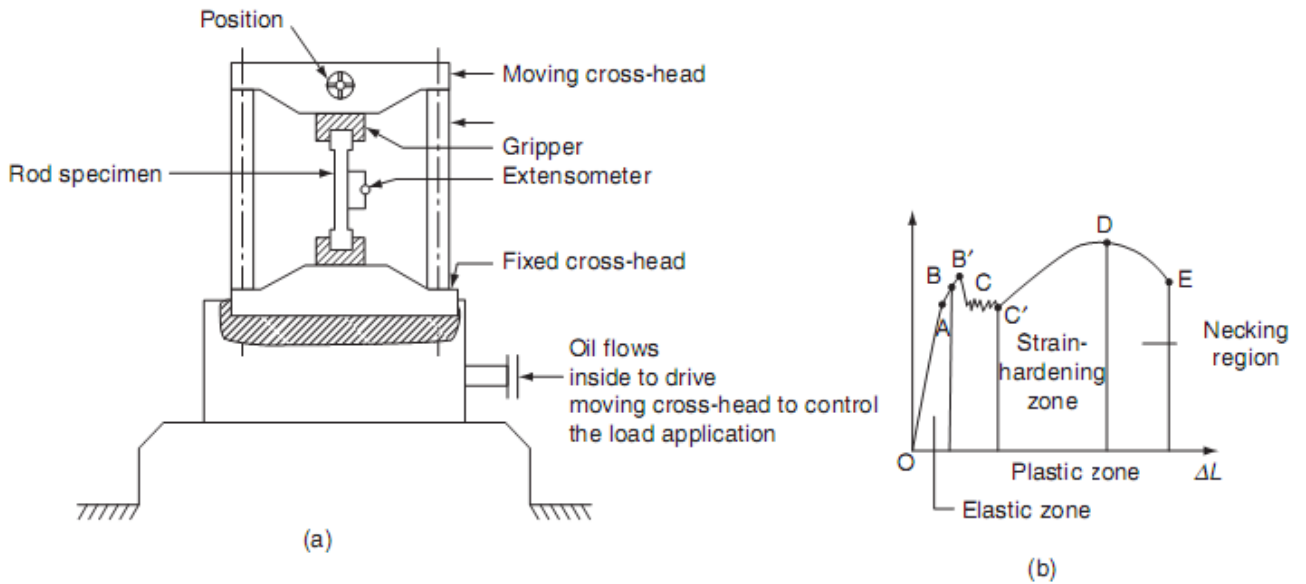 Position
Moving cross-head
Gripper
Rod specimen
Extensometer
Fixed cross-head
Oil flows
inside to drive
moving cross-head to control
the load application
(a)
D
B′
B
C
E
A
C′
Strain-
hardening
zone
Necking
region
O
Plastic zone
ΔL
Elastic zone
(b)